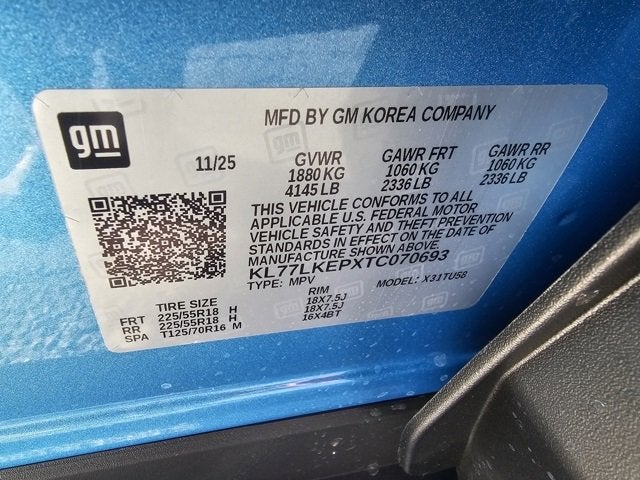 gm
MFD BY GM KOREA COMPANY
11/25 GVWR GAWR FRT GAWR RR
1880 KG 1060 KG 1060 KG
4145 LB 2336 LB 2336 LB
THIS VEHICLE CONFORMS TO ALL
APPLICABLE U.S. FEDERAL MOTOR
VEHICLE SAFETY AND THEFT PREVENTION
STANDARDS IN EFFECT ON THE DATE OF
MANUFACTURE SHOWN ABOVE.
KL77LKEPXTC070693
TYPE: MPV MODEL: X31TU58
TIRE SIZE RIM
FRT 225/55R18 H 18X7.5J
RR 225/55R18 H 18X7.5J
SPA T125/70R16 M 16X4BT